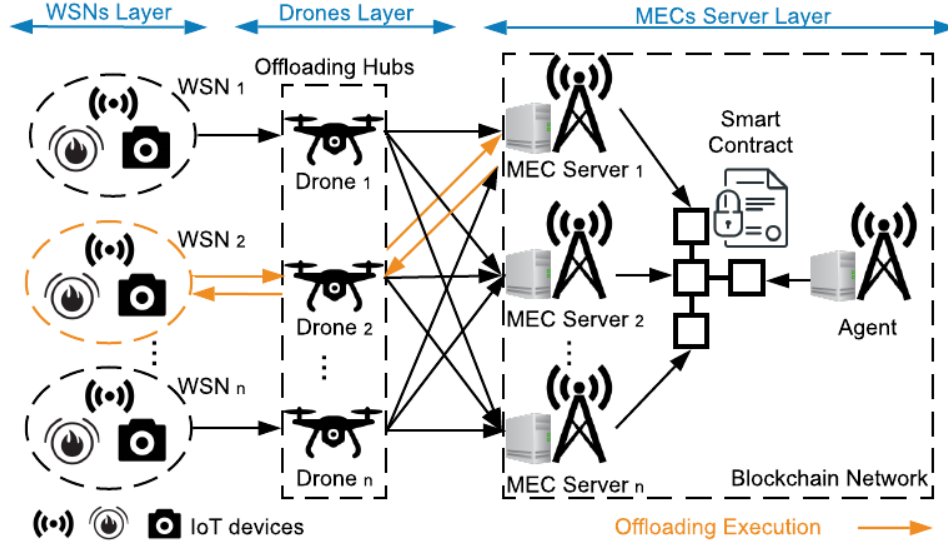 WSNs Layer
Drones Layer
MECs Server Layer
Offloading Hubs
WSN 1
Drone 1
MEC Server 1
Smart
Contract
WSN 2
Drone 2
MEC Server 2
Agent
WSN n
Drone n
MEC Server n
Blockchain Network
IoT devices
Offloading Execution